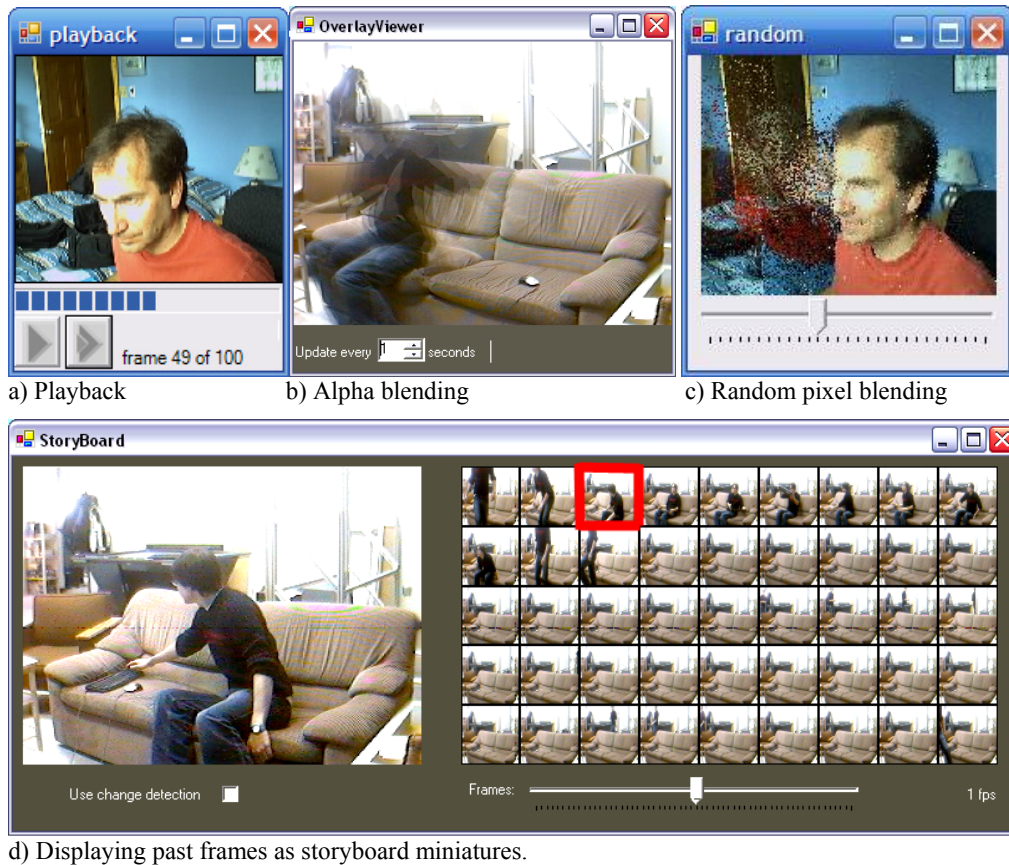 playback
OverlayViewer
random
frame 49 of 100
Update every 1 seconds
a) Playback
b) Alpha blending
c) Random pixel blending
StoryBoard
Use change detection
Frames:
1 fps
d) Displaying past frames as storyboard miniatures.